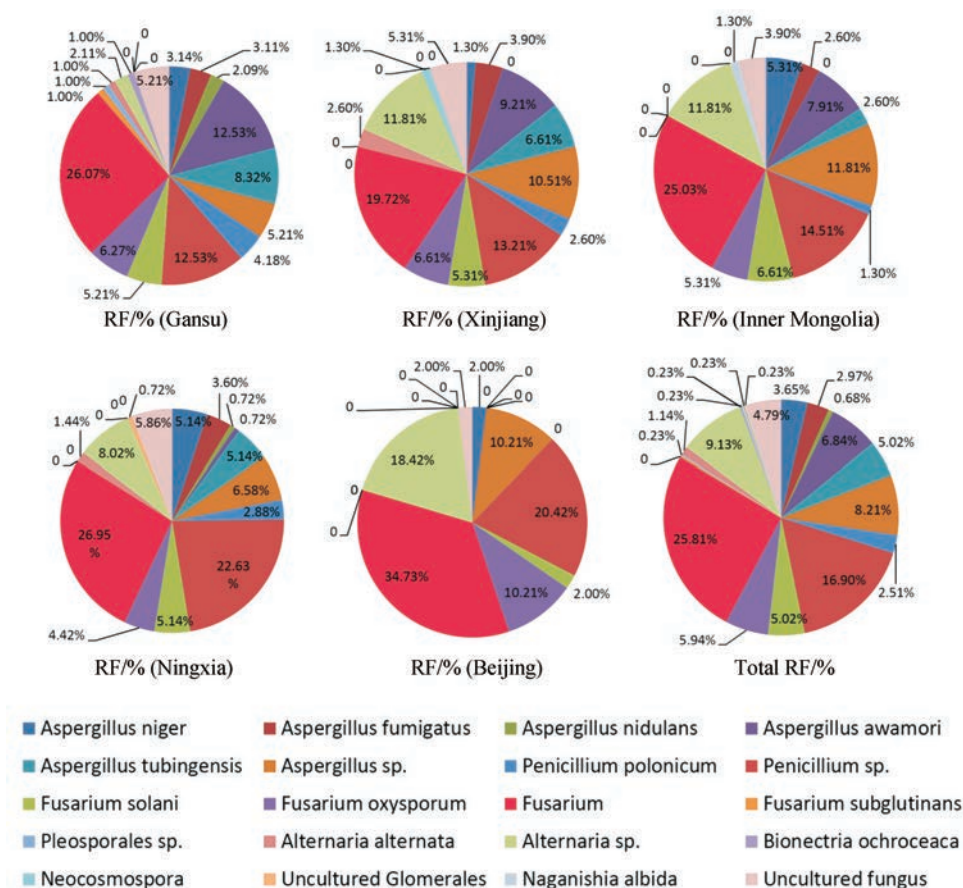 1.00% 0 0 3.14%
2.11% 0 0 3.11%
1.00% 5.21% 2.09%
1.00%
1.00%
12.53%
26.07% 8.32%
5.21%
6.27% 12.53% 4.18%
5.21%
RF/% (Gansu)
5.31% 1.30%
1.30% 0 0 3.90%
0 0
2.60% 11.81% 9.21%
0 6.61%
0 19.72% 10.51%
6.61% 13.21% 2.60%
5.31%
RF/% (Xinjiang)
1.30% 3.90% 2.60%
0 0 5.31% 0
0 7.91% 2.60%
0 11.81%
0 11.81%
25.03%
14.51%
5.31% 6.61% 1.30%
RF/% (Inner Mongolia)
0.72% 3.60%
0 0 0.72%
1.44% 5.86% 5.14% 0.72%
0 8.02% 5.14%
0 6.58%
2.88%
26.95
% 22.63
%
4.42% 5.14%
RF/% (Ningxia)
2.00% 2.00%
0 0 0
0 0 0
0 0
18.42% 10.21% 0
0
0 20.42%
34.73%
10.21% 2.00%
RF/% (Beijing)
0.23% 0.23%
0.23% 3.65% 2.97%
0.23% 4.79% 0.68%
1.14% 6.84% 5.02%
0.23% 9.13%
0 8.21%
25.81%
16.90% 2.51%
5.94% 5.02%
Total RF/%
Aspergillus niger Aspergillus fumigatus Aspergillus nidulans Aspergillus awamori
Aspergillus tubingensis Aspergillus sp. Penicillium polonicum Penicillium sp.
Fusarium solani Fusarium oxysporum Fusarium Fusarium subglutinans
Pleosporales sp. Alternaria alternata Alternaria sp. Bionectria ochroceaca
Neocosmospora Uncultured Glomerales Naganishia albida Uncultured fungus